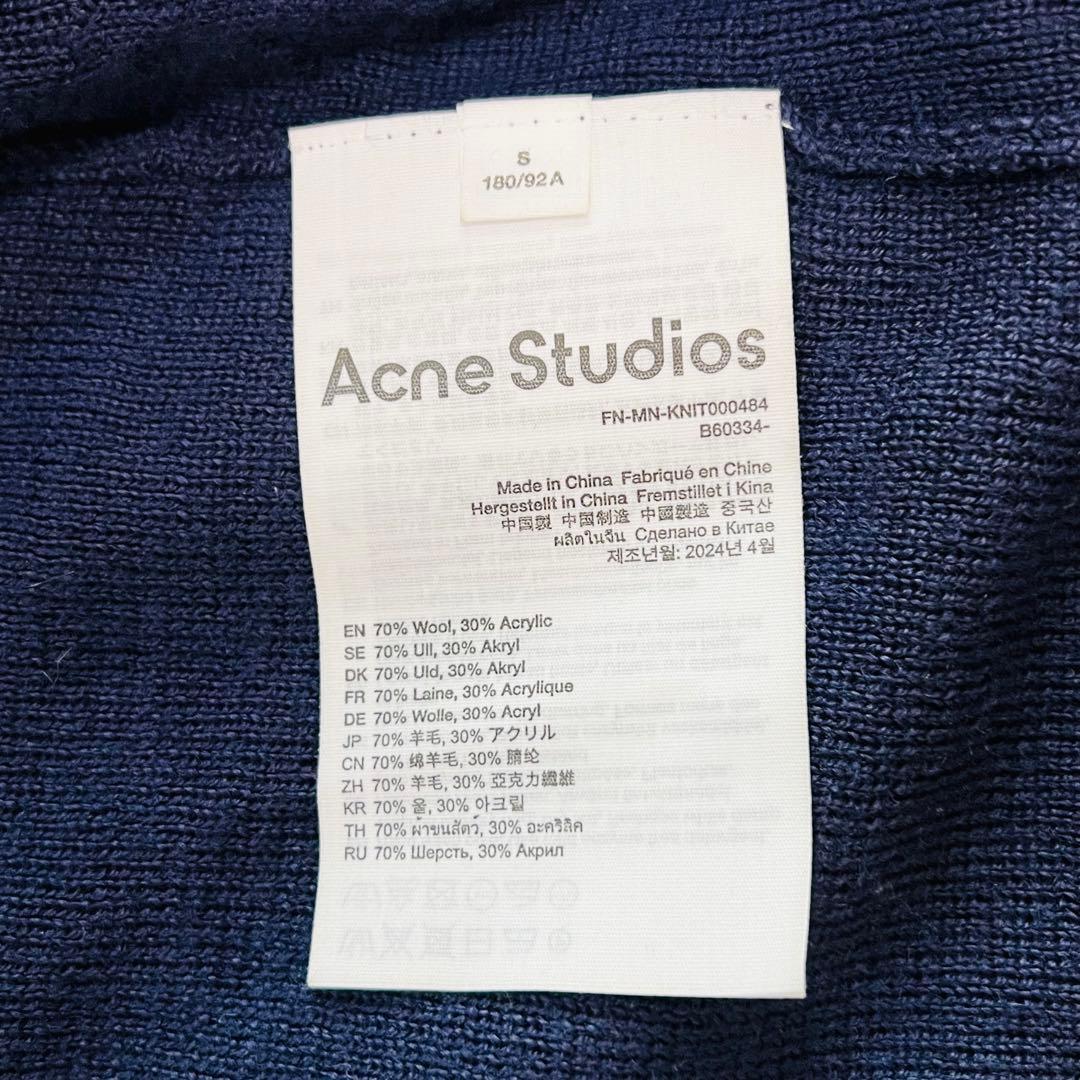 S
180/92A
Acne Studios
FN-MN-KNIT000484
B60334-
Made in China Fabriqué en Chine
Hergestellt in China Fremstillet i Kina
中国製 中国制造 中國製造 중국산
ผลิตในจีน Сделано в Китае
제조년월: 2024년 4월
EN 70% Wool, 30% Acrylic
SE 70% Ull, 30% Akryl
DK 70% Uld, 30% Akryl
FR 70% Laine, 30% Acrylique
DE 70% Wolle, 30% Acryl
JP 70% 羊毛, 30% アクリル
CN 70% 绵羊毛, 30% 腈纶
ZH 70% 羊毛, 30% 亞克力纖維
KR 70% 울, 30% 아크릴
TH 70% ผ้าขนสัตว์, 30% อะคริลิค
RU 70% Шерсть, 30% Акрил